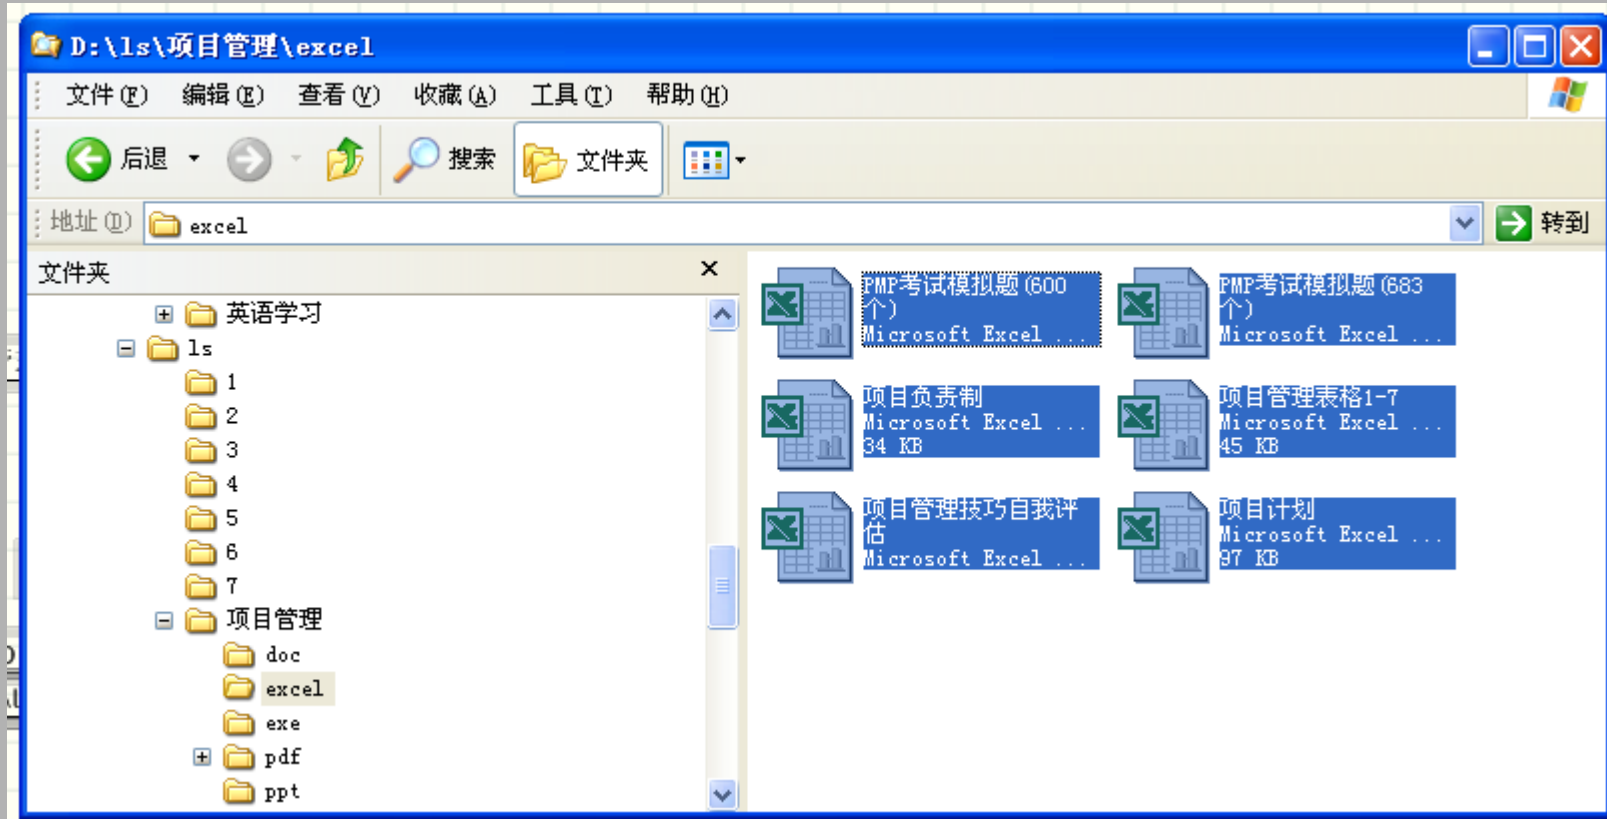 D:\ls\项目管理\excel
文件(F) 编辑(E) 查看(V) 收藏(A) 工具(T) 帮助(H)
后退 搜索 文件夹
地址(D) excel 转到
文件夹
英语学习
ls
1
2
3
4
5
6
7
项目管理
doc
excel
exe
pdf
ppt
PMP考试模拟题(600
个)
Microsoft Excel ...
PMP考试模拟题(683
个)
Microsoft Excel ...
项目负责制
Microsoft Excel ...
34 KB
项目管理表格1-7
Microsoft Excel ...
45 KB
项目管理技巧自我评
估
Microsoft Excel ...
项目计划
Microsoft Excel ...
97 KB